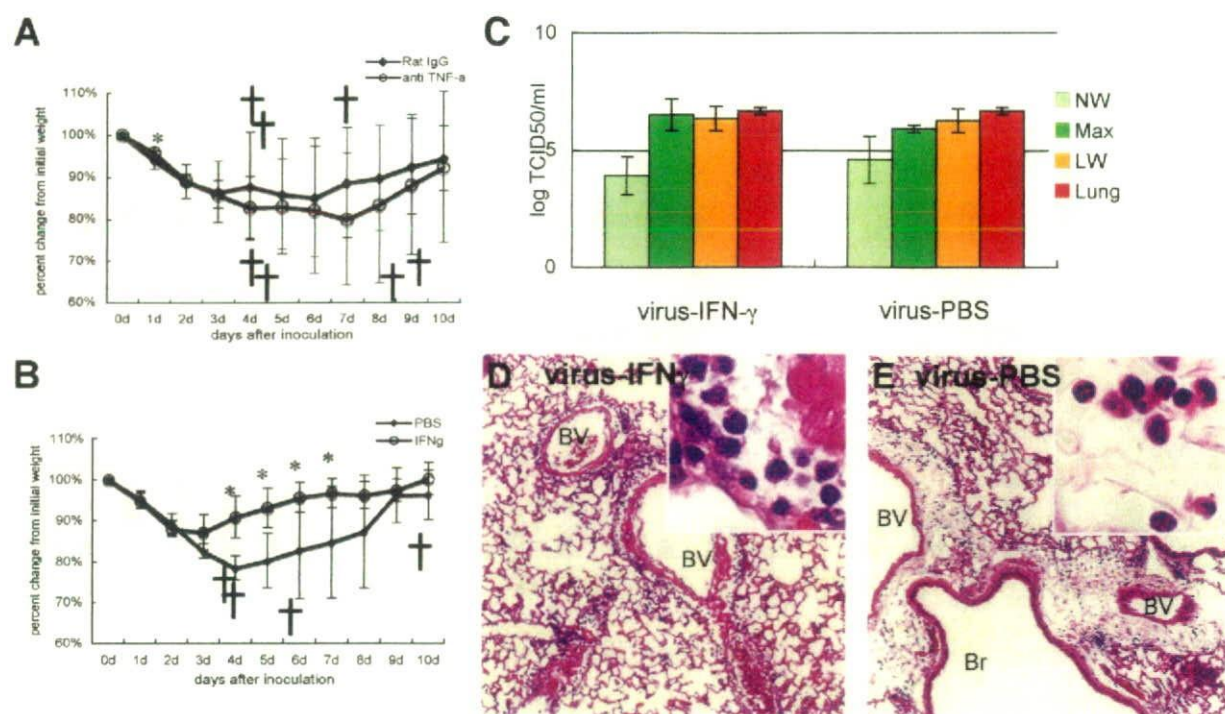 A
Rat IgG
anti TNF-a
percent change from initial weight
110%
100%
90%
80%
70%
60%
*
0d 1d 2d 3d 4d 5d 6d 7d 8d 9d 10d
days after inoculation
B
PBS
IFNg
percent change from initial weight
110%
100%
90%
80%
70%
60%
* * * *
0d 1d 2d 3d 4d 5d 6d 7d 8d 9d 10d
days after inoculation
C
log TCID50/ml
10
5
0
NW
Max
LW
Lung
virus-IFN-γ virus-PBS
D virus-IFNγ
BV
BV
E virus-PBS
BV
BV
Br